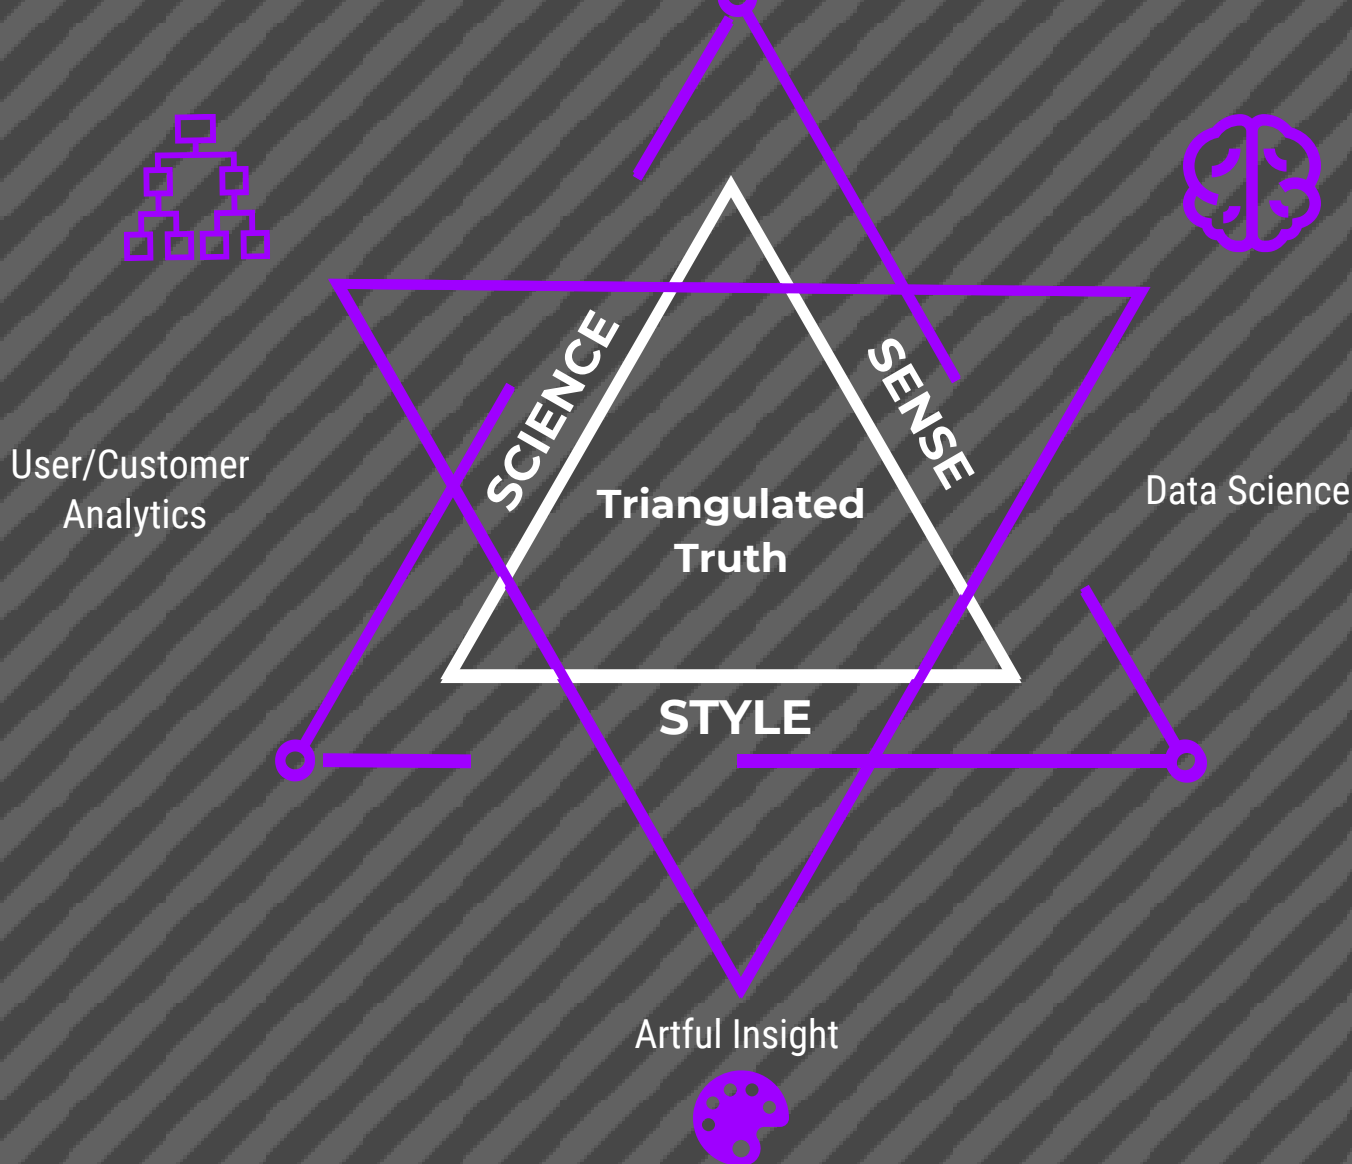 SCIENCE
SENSE
User/Customer
Analytics
Data Science
Triangulated
Truth
STYLE
Artful Insight